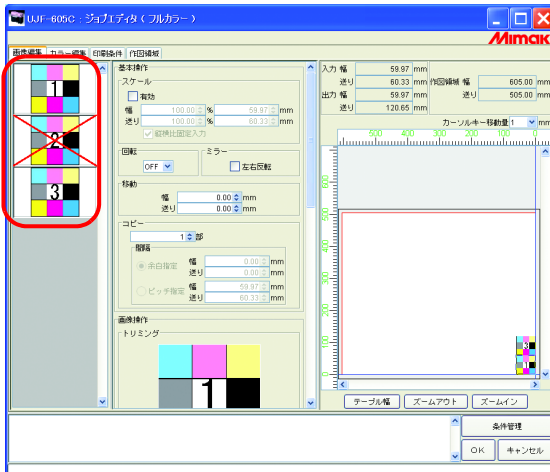 UJF-605C : ジョブエディタ ( フルカラー )
Mimaki
画像編集 カラー編集 印刷条件 作図領域
1
2
3
基本操作
スケール
有効
幅 100.00 % 59.97 mm
送り 100.00 % 60.33 mm
縦横比固定入力
回転
OFF
ミラー
左右反転
移動
幅 0.00 mm
送り 0.00 mm
コピー
1 部
間隔
余白指定 幅 0.00 mm
送り 0.00 mm
ピッチ指定 幅 59.97 mm
送り 60.33 mm
画像操作
トリミング
1
入力 幅 59.97 mm
送り 60.33 mm 作図領域 幅 605.00 mm
出力 幅 59.97 mm 送り 505.00 mm
送り 120.65 mm
カーソルキー移動量 1 mm
500 400 300 200 100 0
500
400
300
200
100
0
3
1
テーブル幅 ズームアウト ズームイン
条件管理
OK キャンセル